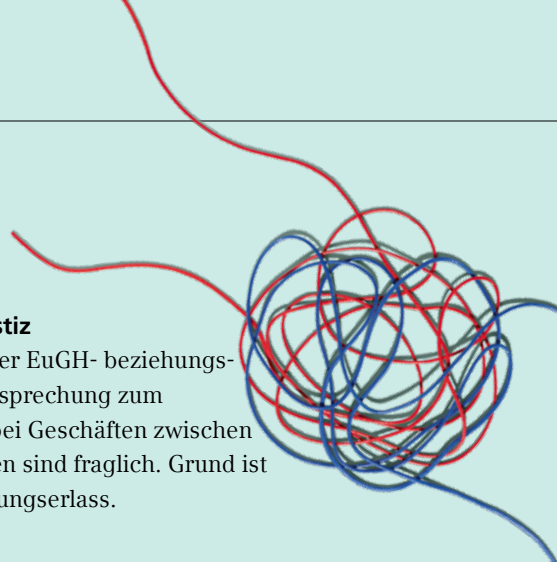 stiz
er EuGH- beziehungs-
sprechung zum
bei Geschäften zwischen
en sind fraglich. Grund ist
ungserlass.